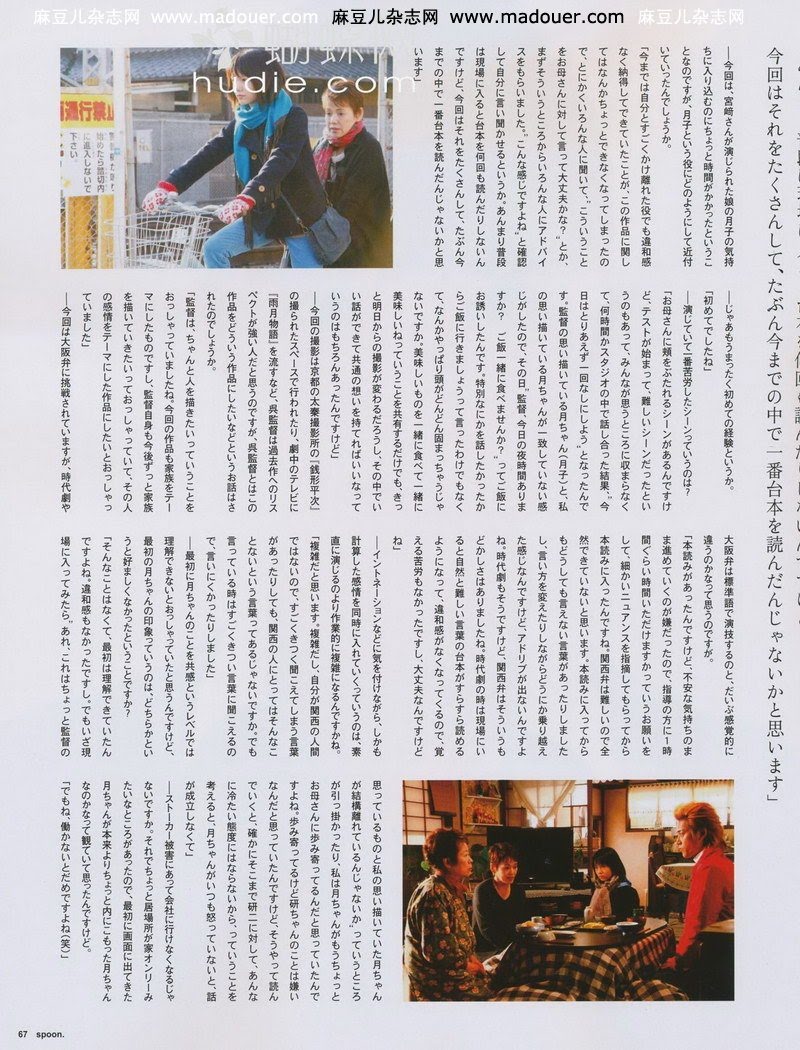 麻豆儿杂志网 www.madouer.com 麻豆儿杂志网 www.madouer.com 麻豆儿杂志网
hudie.com
今回はそれをたくさんして、たぶん今までの中で一番台本を読んだんじゃないかと思います」
―今回は、宮﨑さんが演じられた娘の月子の気持
ちに入り込むのにちょっと時間がかかったというこ
となのですが、月子という役にどのようにして近付
いていったんでしょうか。
「今までは自分とすごくかけ離れた役でも違和感
なく納得してできていたことが、この作品に関し
てはなんかちょっとできなくなってしまったの
で、とにかくいろんな人に聞いて、“こういうこと
をお母さんに対して言って大丈夫かな?”とか、
まずそういうところからいろんな人にアドバイ
スをもらいました。“こんな感じですよね”と確認
して自分に言い聞かせるというか。あんまり普段
は現場に入ると台本を何回も読んだりしないん
ですけど、今回はそれをたくさんして、たぶん今
までの中で一番台本を読んだんじゃないかと思
います」
―じゃあもうまったく初めての経験というか。
「初めてでしたね」
―演じていて一番苦労したシーンっていうのは?
「お母さんに頬をぶたれるシーンがあるんですけ
ど、テストが始まって、難しいシーンだったとい
うのもあって、みんなが思うところに収まらなく
て、何時間かスタジオの中で話し合った結果、“今
日はとりあえず一回なしにしよう”となったんで
す。監督の思い描いている月ちゃん(月子)と、私
の思い描いている月ちゃんが一致していない感
じがしたので、その日、監督、今日の夜時間ありま
すか? ご飯一緒に食べませんか?”ってご飯に
お誘いしたんです。特別なにかを話したかったか
らご飯に行きましょうって言ったわけでもなく
て、なんかやっぱり頭がどんどん固まっちゃうじゃ
ないですか。美味しいものを一緒に食べて一緒に
美味しいねっていうことを共有するだけでも、きっ
と明日からの撮影が変わるだろうし、その中でい
い話ができて共通の想いを持てればいいなって
いうのはもちろんあったんですけど」
―今回の撮影は京都の太秦撮影所の『銭形平次』
の撮られたスペースで行われたり、劇中のテレビに
『雨月物語』を流すなど、呉監督は過去作へのリス
ペクトが強い人だと思うのですが、呉監督とはこの
作品をどういう作品にしたいなどというお話はさ
れたのでしょうか。
「監督は、ちゃんと人を描きたいっていうことを
おっしゃっていましたね。今回の作品も家族をテー
マにしたものですし、監督自身も今後ずっと家族
を描いていきたいっておっしゃっていて、その人
の感情をテーマにした作品にしたいとおっしゃっ
ていました」
―今回は大阪弁に挑戦されていますが、時代劇や
大阪弁は標準語で演技するのと、だいぶ感覚的に
違うのかなって思うのですが。
「本読みがあったんですけど、不安な気持ちのま
ま進めていくのが嫌だったので、指導の方に1時
間ぐらい時間いただけますかっていうお願いを
して、細かいニュアンスを指摘してもらってから
本読みに入ったんですね。関西弁は難しいので全
然できていないと思います。本読みに入ってから
もどうしても言えない言葉があったりしました
し、言い方を変えたりしながらどうにか乗り越え
た感じなんですけど、アドリブが出ないんですよ
ね。時代劇もそうですけど、関西弁はそういうも
どかしさはありましたね。時代劇の時は現場にい
ると自然と難しい言葉の台本がすらすら読める
ようになって、違和感がなくなってくるので、覚
える苦労もなかったですし、大丈夫なんですけど
ね」
―イントネーションなどに気を付けながら、しかも
計算した感情を同時に入れていくっていうのは、素
直に演じるのより作業的に複雑になるんですかね。
「複雑だと思います。複雑だし、自分が関西の人間
ではないので、すごくきつく聞こえてしまう言葉
があったりしても、関西の人にとってはそんなこ
とないという言葉ってあるじゃないですか。でも
言っている時はすごくきつい言葉に聞こえるの
で、言いにくかったりしました」
―最初に月ちゃんのことを共感というレベルでは
理解できないとおっしゃっていたと思うんですけど、
最初の月ちゃんの印象っていうのは、どちらかとい
うと好ましくなかったということですか?
「そんなことはなくて、最初は理解できていたん
ですよね。違和感もなかったですし。でもいざ現
場に入ってみたら、“あれ、これはちょっと監督の
思っているものと私の思い描いていた月ちゃん
が結構離れているんじゃないか。”っていうところ
が引っ掛かったり、私は月ちゃんがもうちょっと
お母さんに歩み寄ってるんだと思っていたんで
すよね。歩み寄ってるけど研ちゃんのことは嫌い
なんだと思っていたんですけど、そうやって読ん
でいくと、確かにそこまで研二に対して、あんな
に冷たい態度にはならないから、っていうことを
考えると、月ちゃんがいつも怒っていないと、話
が成立しなくて」
―ストーカー被害にあって会社に行けなくなるじゃ
ないですか。それでちょっと居場所が家オンリーみ
たいなところがあったので、最初に画面に出てきた
月ちゃんが本来よりちょっと内にこもった月ちゃん
なのかなって観ていて思ったんですけど。
「でもね、働かないとだめですよね(笑)」
67 spoon.